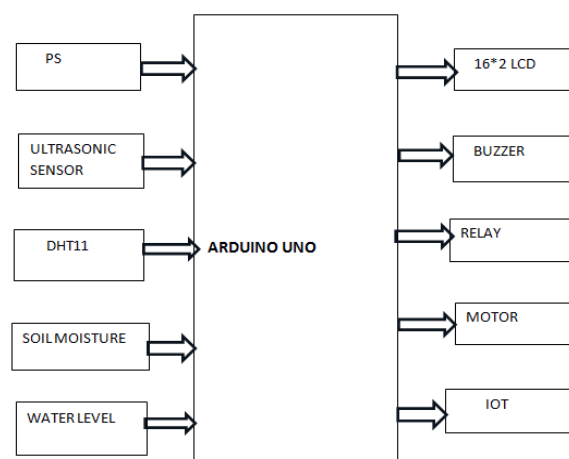 PS
ULTRASONIC
SENSOR
DHT11
SOIL MOISTURE
WATER LEVEL
ARDUINO UNO
16*2 LCD
BUZZER
RELAY
MOTOR
IOT